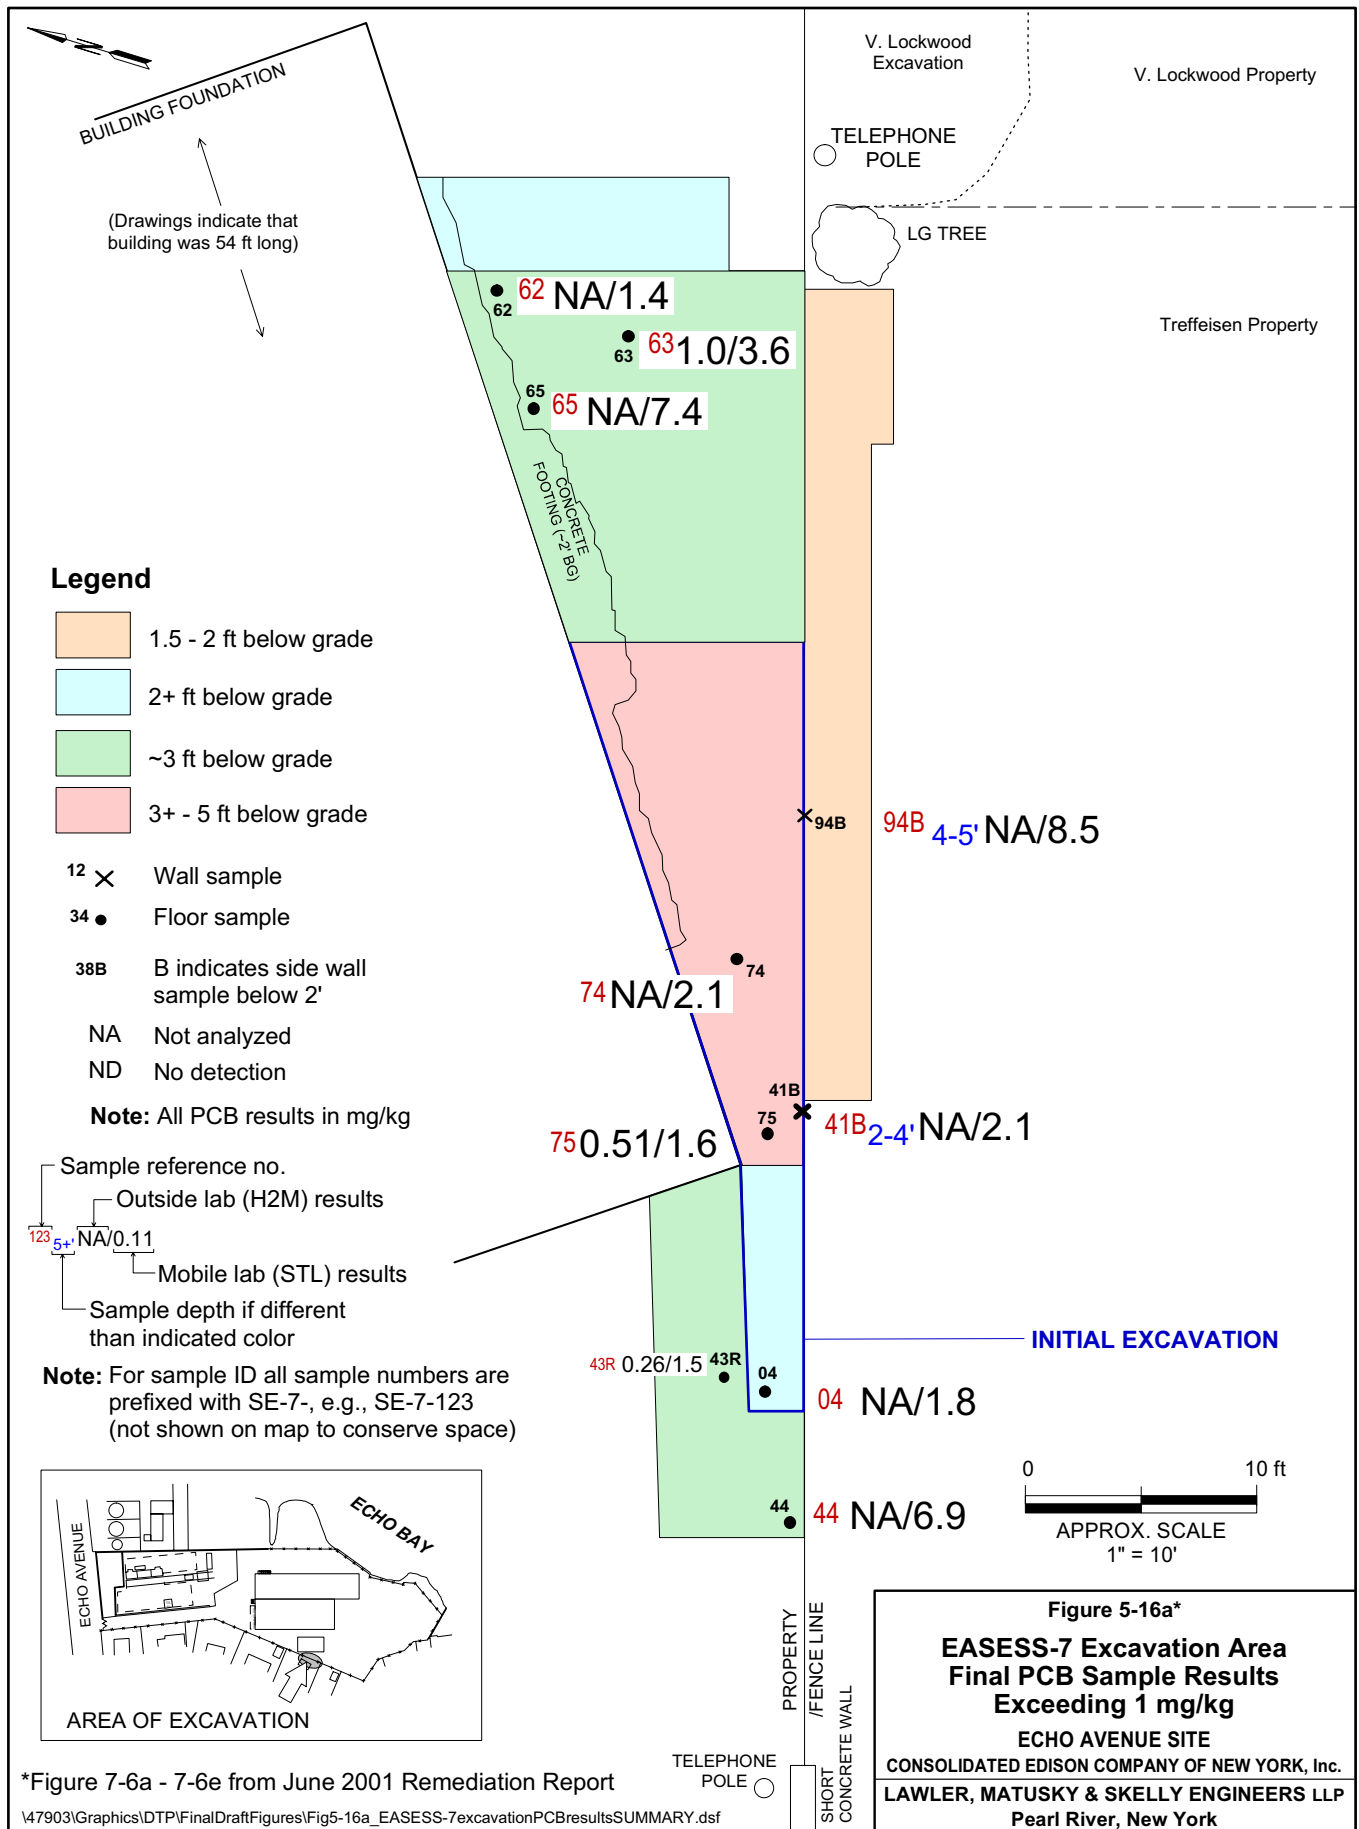 V. Lockwood
Excavation
V. Lockwood Property
BUILDING FOUNDATION
TELEPHONE
POLE
(Drawings indicate that
building was 54 ft long)
LG TREE
62
62 NA/1.4
Treffeisen Property
63
63 1.0/3.6
65
65 NA/7.4
CONCRETE
FOOTING (~2' BG)
Legend
1.5 - 2 ft below grade
2+ ft below grade
~3 ft below grade
3+ - 5 ft below grade
94B
94B 4-5' NA/8.5
12
Wall sample
34
Floor sample
38B
B indicates side wall
sample below 2'
NA Not analyzed
ND No detection
Note: All PCB results in mg/kg
74
74 NA/2.1
41B
41B 2-4' NA/2.1
75
75 0.51/1.6
Sample reference no.
Outside lab (H2M) results
123 5+' NA/0.11
Mobile lab (STL) results
Sample depth if different
than indicated color
Note: For sample ID all sample numbers are
prefixed with SE-7-, e.g., SE-7-123
(not shown on map to conserve space)
INITIAL EXCAVATION
43R 0.26/1.5
43R
04
04 NA/1.8
44
44 NA/6.9
0 10 ft
APPROX. SCALE
1" = 10'
ECHO AVENUE
ECHO BAY
AREA OF EXCAVATION
PROPERTY
/FENCE LINE
SHORT
CONCRETE WALL
TELEPHONE
POLE
Figure 5-16a*
EASESS-7 Excavation Area
Final PCB Sample Results
Exceeding 1 mg/kg
ECHO AVENUE SITE
CONSOLIDATED EDISON COMPANY OF NEW YORK, Inc.
LAWLER, MATUSKY & SKELLY ENGINEERS LLP
Pearl River, New York
*Figure 7-6a - 7-6e from June 2001 Remediation Report
\47903\Graphics\DTP\FinalDraftFigures\Fig5-16a_EASESS-7excavationPCBresultsSUMMARY.dsf